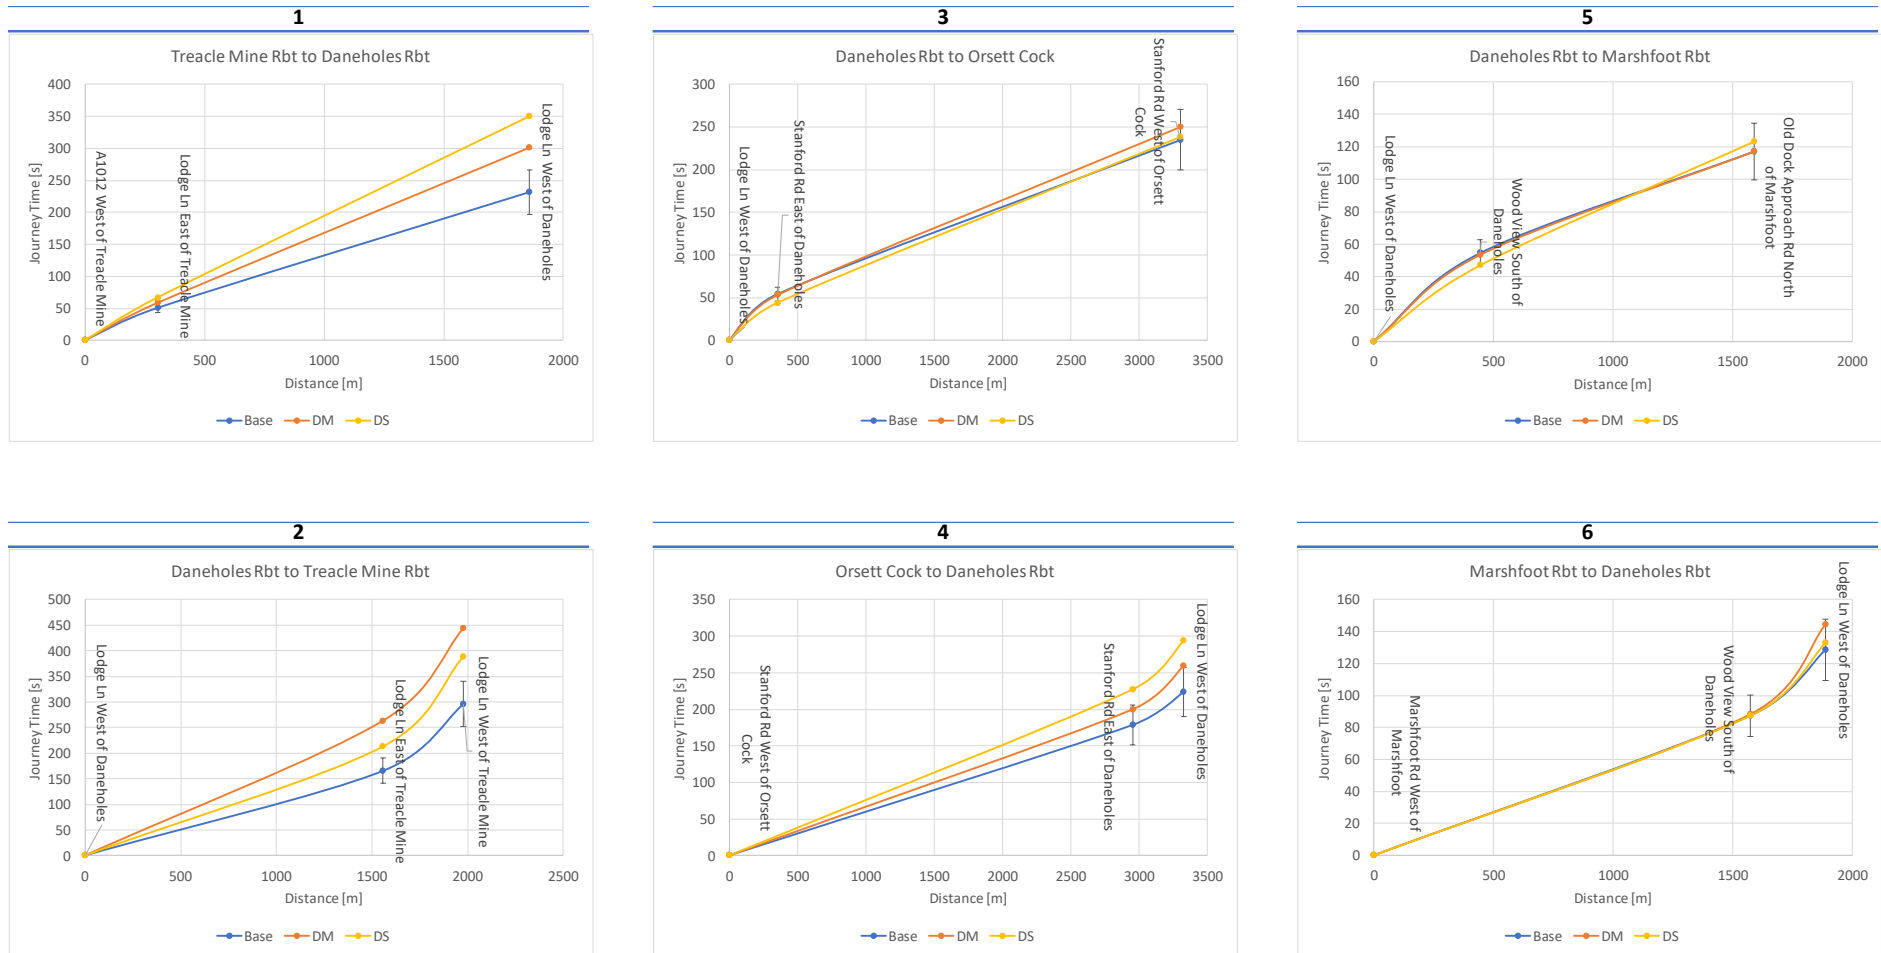 1
Treacle Mine Rbt to Daneholes Rbt
400
350
300
250
200
150
100
50
0
Journey Time [s]
A1012 West of Treacle Mine
Lodge Ln East of Treacle Mine
Lodge Ln West of Daneholes
0 500 1000 1500 2000
Distance [m]
Base DM DS
3
Daneholes Rbt to Orsett Cock
300
250
200
150
100
50
0
Journey Time [s]
Lodge Ln West of Daneholes
Stanford Rd East of Daneholes
Stanford Rd West of Orsett
Cock
0 500 1000 1500 2000 2500 3000 3500
Distance [m]
Base DM DS
5
Daneholes Rbt to Marshfoot Rbt
160
140
120
100
80
60
40
20
0
Journey Time [s]
Lodge Ln West of Daneholes
Wood View South of
Daneholes
Old Dock Approach Rd North
of Marshfoot
0 500 1000 1500 2000
Distance [m]
Base DM DS
2
Daneholes Rbt to Treacle Mine Rbt
500
450
400
350
300
250
200
150
100
50
0
Journey Time [s]
Lodge Ln West of Daneholes
Lodge Ln East of Treacle Mine
Lodge Ln West of Treacle Mine
0 500 1000 1500 2000 2500
Distance [m]
Base DM DS
4
Orsett Cock to Daneholes Rbt
350
300
250
200
150
100
50
0
Journey Time [s]
Stanford Rd West of Orsett
Cock
Stanford Rd East of Daneholes
Lodge Ln West of Daneholes
0 500 1000 1500 2000 2500 3000 3500
Distance [m]
Base DM DS
6
Marshfoot Rbt to Daneholes Rbt
160
140
120
100
80
60
40
20
0
Journey Time [s]
Marshfoot Rd West of
Marshfoot
Wood View South of
Daneholes
Lodge Ln West of Daneholes
0 500 1000 1500 2000
Distance [m]
Base DM DS